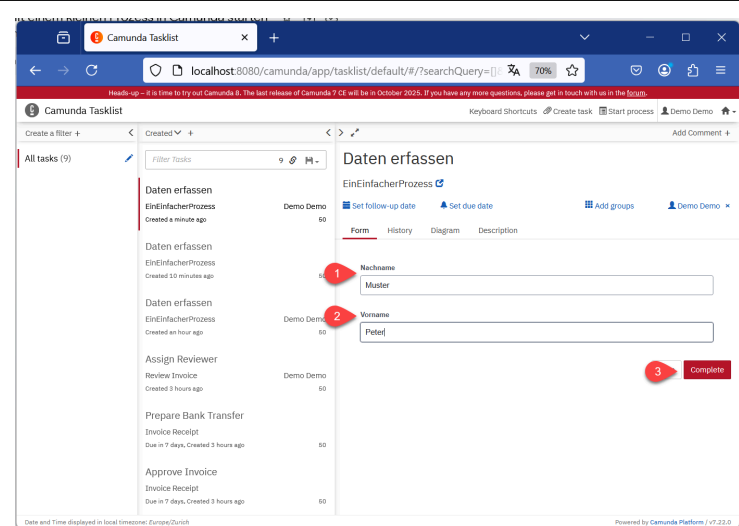 it einem kleinen Prozess in Camunda starten
Camunda Tasklist
localhost:8080/camunda/app/tasklist/default/#/?searchQuery=[]&
70%
Heads-up – it is time to try out Camunda 8. The last release of Camunda 7 CE will be in October 2025. If you have any more questions, please get in touch with us in the forum.
Camunda Tasklist
Keyboard Shortcuts Create task Start process Demo Demo
Create a filter +
Created +
Add Comment +
All tasks (9)
Filter Tasks 9
Daten erfassen
EinEinfacherProzess
Set follow-up date Set due date Add groups Demo Demo ×
Form History Diagram Description
Daten erfassen
EinEinfacherProzess Demo Demo
Created a minute ago 50
Daten erfassen
EinEinfacherProzess
Created 10 minutes ago 50
Daten erfassen
EinEinfacherProzess Demo Demo
Created an hour ago 50
Assign Reviewer
Review Invoice Demo Demo
Created 3 hours ago 50
Prepare Bank Transfer
Invoice Receipt
Due in 7 days, Created 3 hours ago 50
Approve Invoice
Invoice Receipt
Due in 7 days, Created 3 hours ago 50
1
Nachname
Muster
2
Vorname
Peter
3
Complete
Date and Time displayed in local timezone: Europe/Zurich
Powered by Camunda Platform / v7.22.0